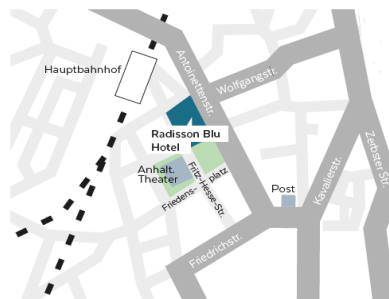 Hauptbahnhof
Antoinettenstr.
Wolfgangstr.
Radisson Blu
Hotel
Anhalt.
Theater
Fritz-Hesse-Str.
Friedens-
platz
Post
Kavalierstr.
Zerbster Str.
Friedrichstr.